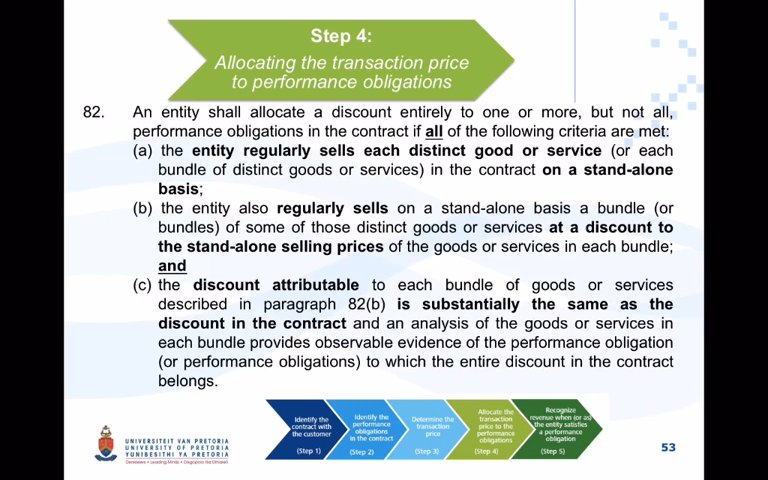 Step 4:
Allocating the transaction price
to performance obligations
82. An entity shall allocate a discount entirely to one or more, but not all,
performance obligations in the contract if all of the following criteria are met:
(a) the entity regularly sells each distinct good or service (or each
bundle of distinct goods or services) in the contract on a stand-alone
basis;
(b) the entity also regularly sells on a stand-alone basis a bundle (or
bundles) of some of those distinct goods or services at a discount to
the stand-alone selling prices of the goods or services in each bundle;
and
(c) the discount attributable to each bundle of goods or services
described in paragraph 82(b) is substantially the same as the
discount in the contract and an analysis of the goods or services in
each bundle provides observable evidence of the performance obligation
(or performance obligations) to which the entire discount in the contract
belongs.
Identify the
contract with
the customer
(Step 1)
Identify the
performance
obligations
in the contract
(Step 2)
Determine the
transaction
price
(Step 3)
Allocate the
transaction
price to the
performance
obligations
(Step 4)
Recognize
revenue when (or as)
the entity satisfies
a performance
obligation
(Step 5)
UNIVERSITEIT VAN PRETORIA
UNIVERSITY OF PRETORIA
YUNIBESITHI YA PRETORIA
Denkleiers • Leading Minds • Dikgopolo tša Dihlalefi
53